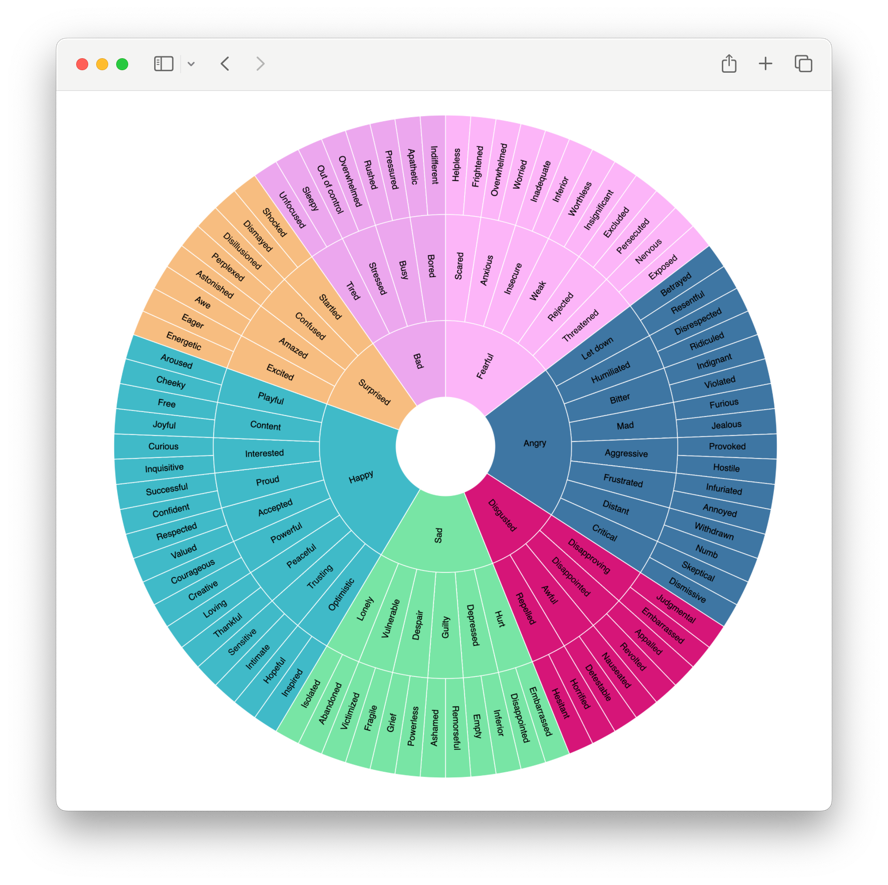 Bad
Fearful
Angry
Disgusted
Sad
Happy
Surprised
Tired
Stressed
Busy
Bored
Scared
Anxious
Insecure
Weak
Rejected
Threatened
Let down
Humiliated
Bitter
Mad
Aggressive
Frustrated
Distant
Critical
Disapproving
Disappointed
Awful
Repelled
Hurt
Depressed
Guilty
Despair
Vulnerable
Lonely
Optimistic
Trusting
Peaceful
Powerful
Accepted
Proud
Interested
Content
Playful
Excited
Amazed
Confused
Startled
Unfocused
Sleepy
Out of control
Overwhelmed
Rushed
Pressured
Apathetic
Indifferent
Helpless
Frightened
Overwhelmed
Worried
Inadequate
Inferior
Worthless
Insignificant
Excluded
Persecuted
Nervous
Exposed
Betrayed
Resentful
Disrespected
Ridiculed
Indignant
Violated
Furious
Jealous
Provoked
Hostile
Infuriated
Annoyed
Withdrawn
Numb
Skeptical
Dismissive
Judgmental
Embarrassed
Appalled
Revolted
Nauseated
Detestable
Horrified
Hesitant
Embarrassed
Disappointed
Inferior
Empty
Remorseful
Ashamed
Powerless
Grief
Fragile
Victimized
Abandoned
Isolated
Inspired
Hopeful
Intimate
Sensitive
Thankful
Loving
Creative
Courageous
Valued
Respected
Confident
Successful
Inquisitive
Curious
Joyful
Free
Cheeky
Aroused
Energetic
Eager
Awe
Astonished
Perplexed
Disillusioned
Dismayed
Shocked